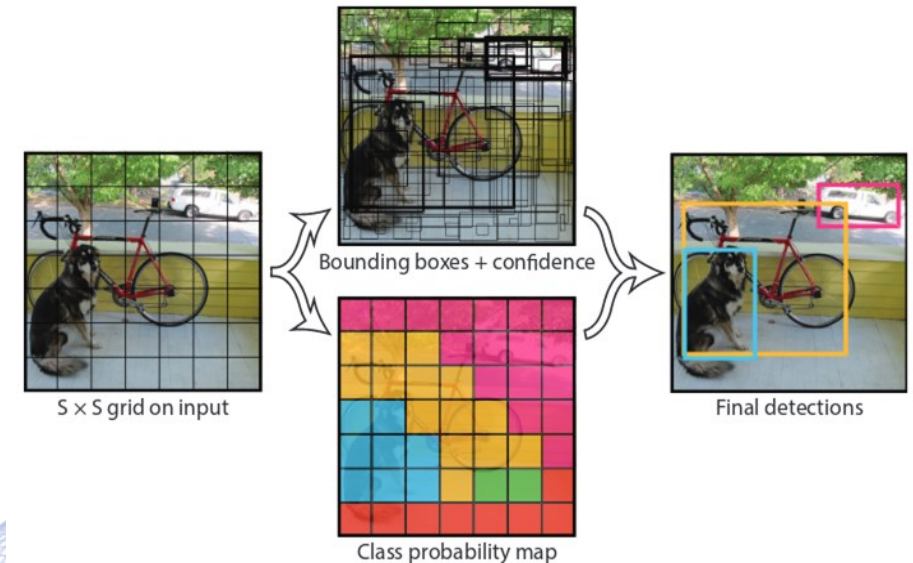 Bounding boxes + confidence
S × S grid on input
Final detections
Class probability map